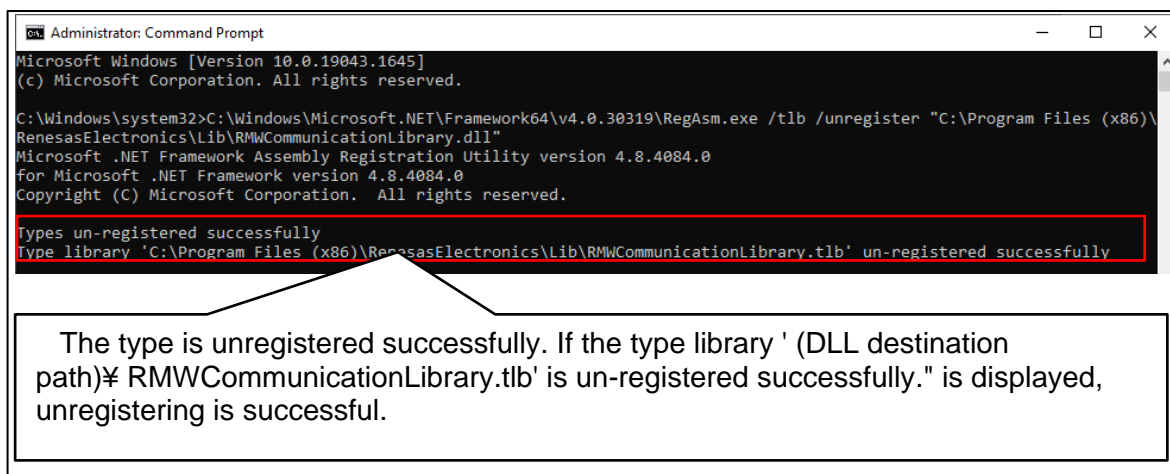 Administrator: Command Prompt
Microsoft Windows [Version 10.0.19043.1645]
(c) Microsoft Corporation. All rights reserved.
C:\Windows\system32>C:\Windows\Microsoft.NET\Framework64\v4.0.30319\RegAsm.exe /tlb /unregister "C:\Program Files (x86)\
RenesasElectronics\Lib\RMWCommunicationLibrary.dll"
Microsoft .NET Framework Assembly Registration Utility version 4.8.4084.0
for Microsoft .NET Framework version 4.8.4084.0
Copyright (C) Microsoft Corporation.  All rights reserved.
Types un-registered successfully
Type library 'C:\Program Files (x86)\RenasasElectronics\Lib\RMWCommunicationLibrary.tlb' un-registered successfully
The type is unregistered successfully. If the type library ' (DLL destination
path)¥ RMWCommunicationLibrary.tlb' is un-registered successfully." is displayed,
unregistering is successful.